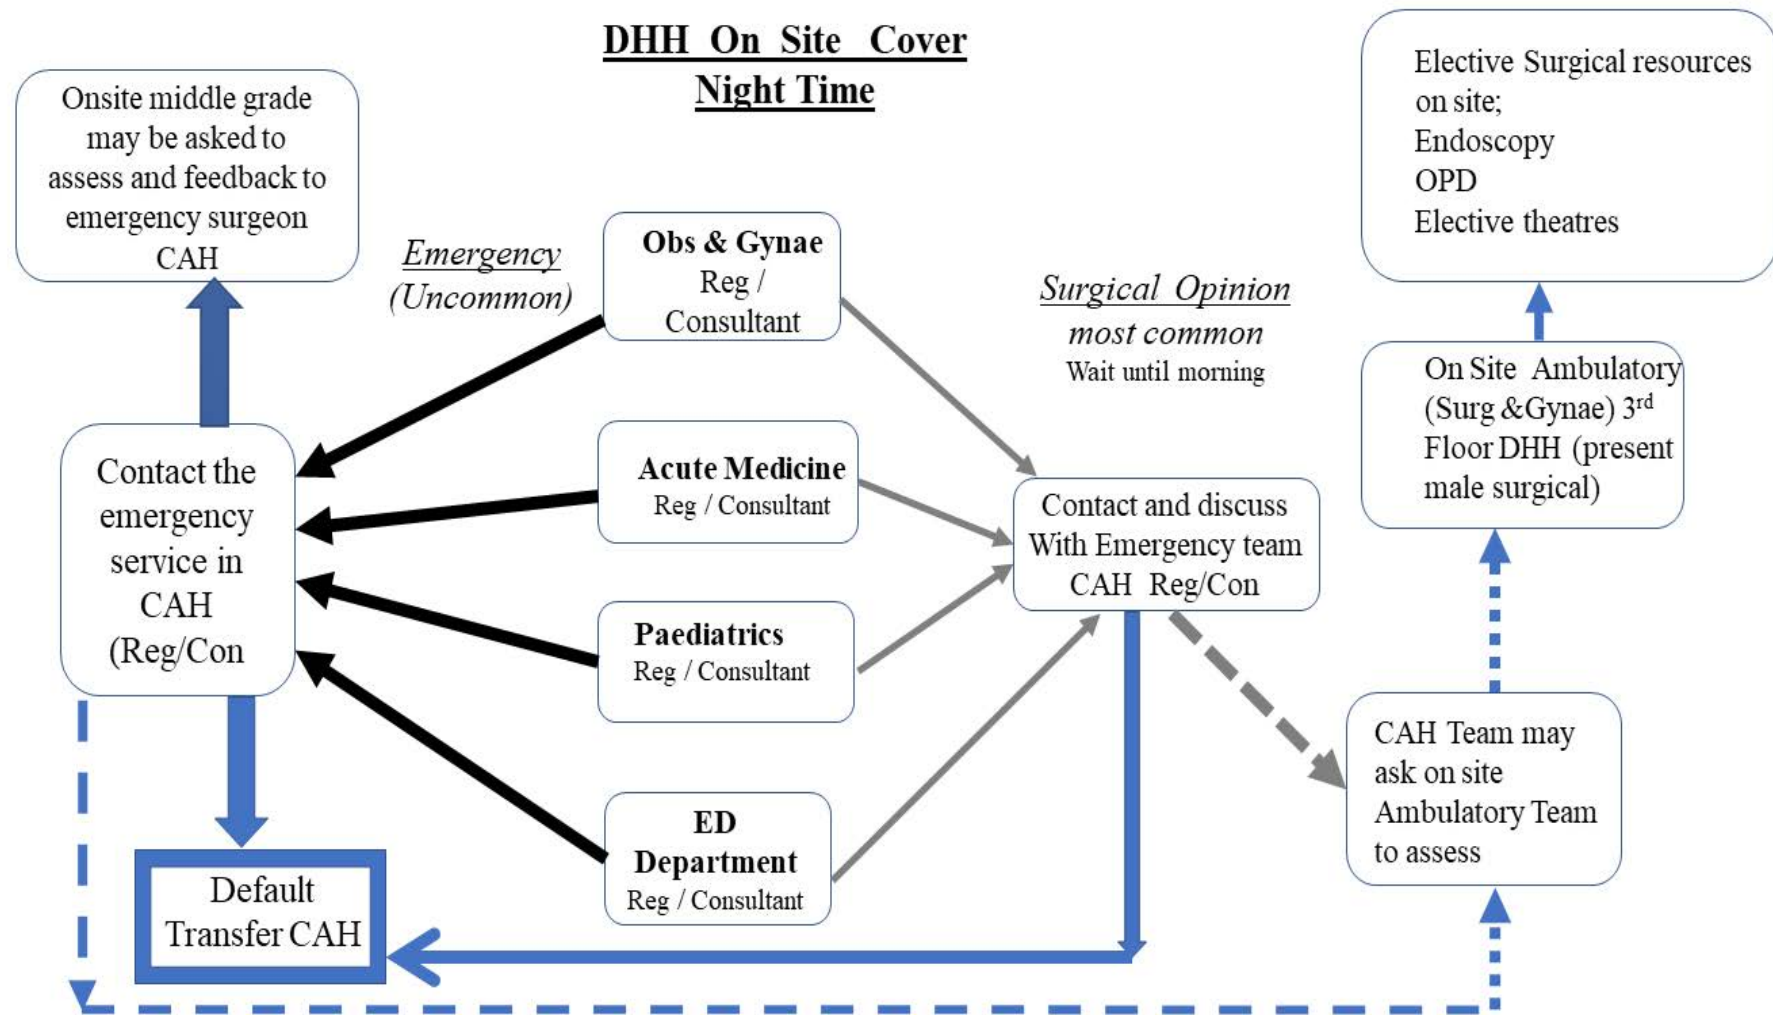 DHH On Site Cover
Night Time
Onsite middle grade
may be asked to
assess and feedback to
emergency surgeon
CAH
Emergency
(Uncommon)
Obs & Gynae
Reg /
Consultant
Surgical Opinion
most common
Wait until morning
Elective Surgical resources
on site;
Endoscopy
OPD
Elective theatres
On Site Ambulatory
(Surg &Gynae) 3rd
Floor DHH (present
male surgical)
Contact the
emergency
service in
CAH
(Reg/Con
Acute Medicine
Reg / Consultant
Contact and discuss
With Emergency team
CAH Reg/Con
Paediatrics
Reg / Consultant
CAH Team may
ask on site
Ambulatory Team
to assess
ED
Department
Reg / Consultant
Default
Transfer CAH